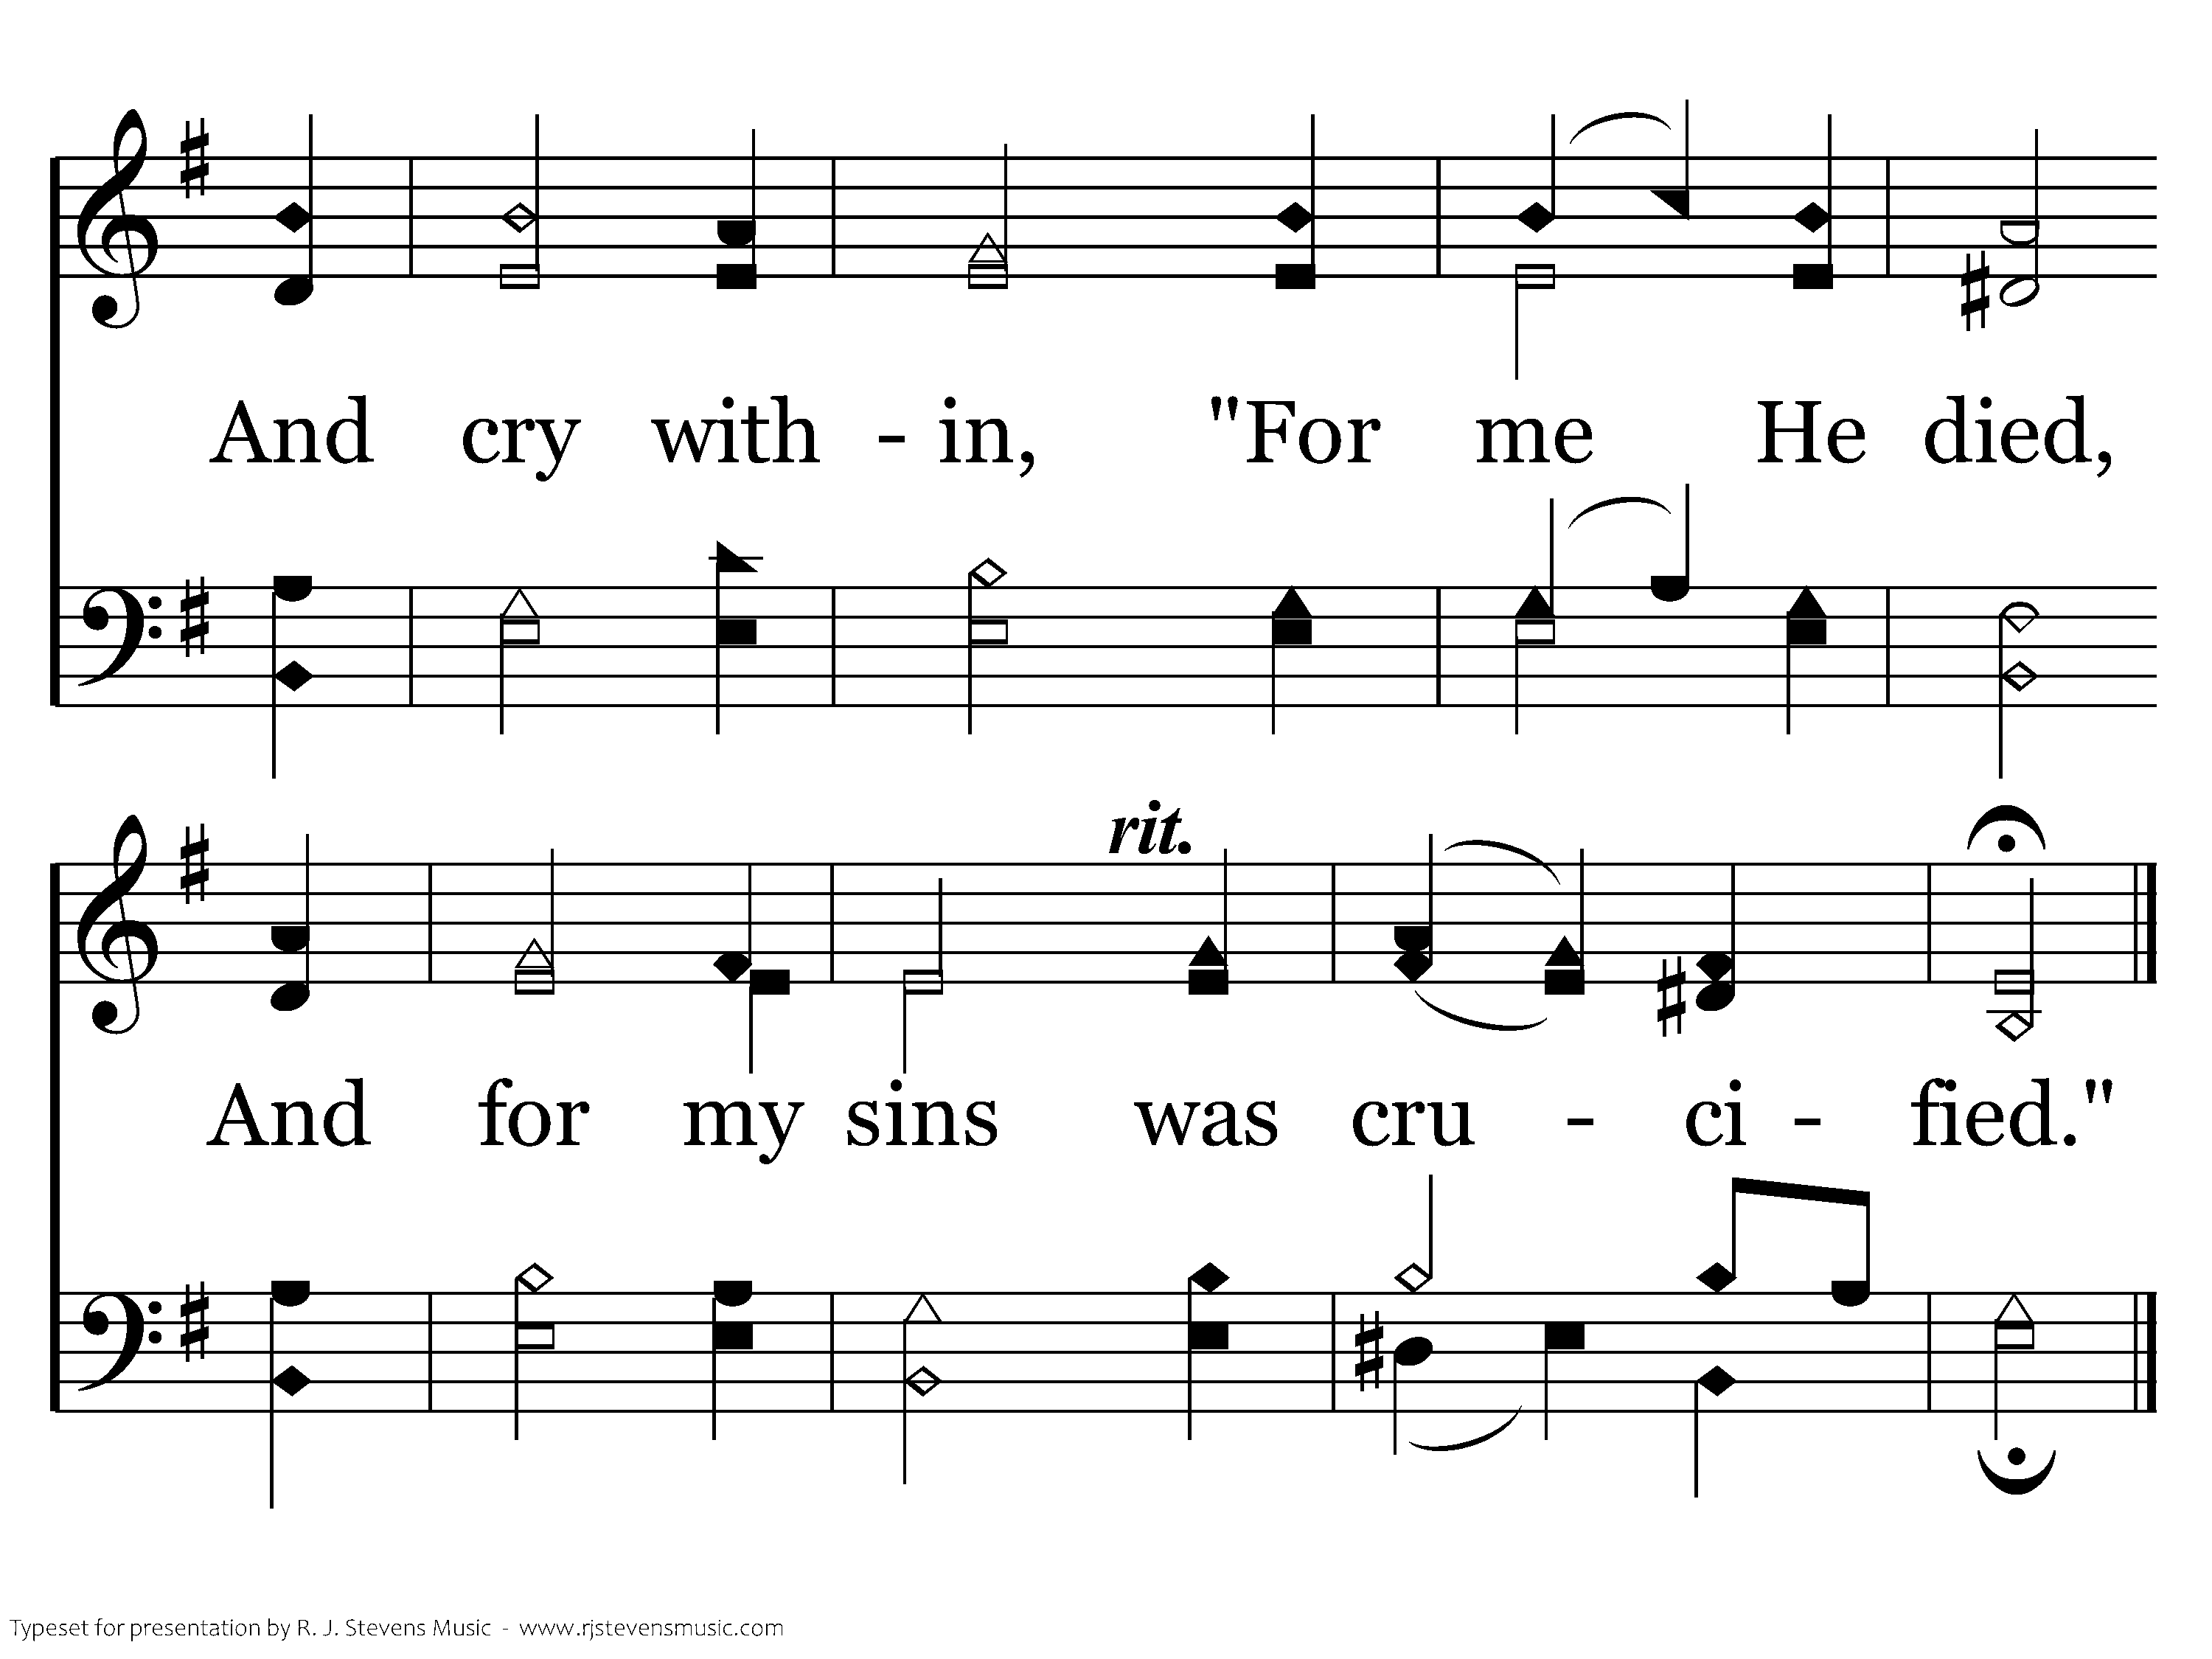 And cry with - in, "For me He died,
rit.
And for my sins was cru - ci - fied."
Typeset for presentation by R. J. Stevens Music - www.rjstevensmusic.com